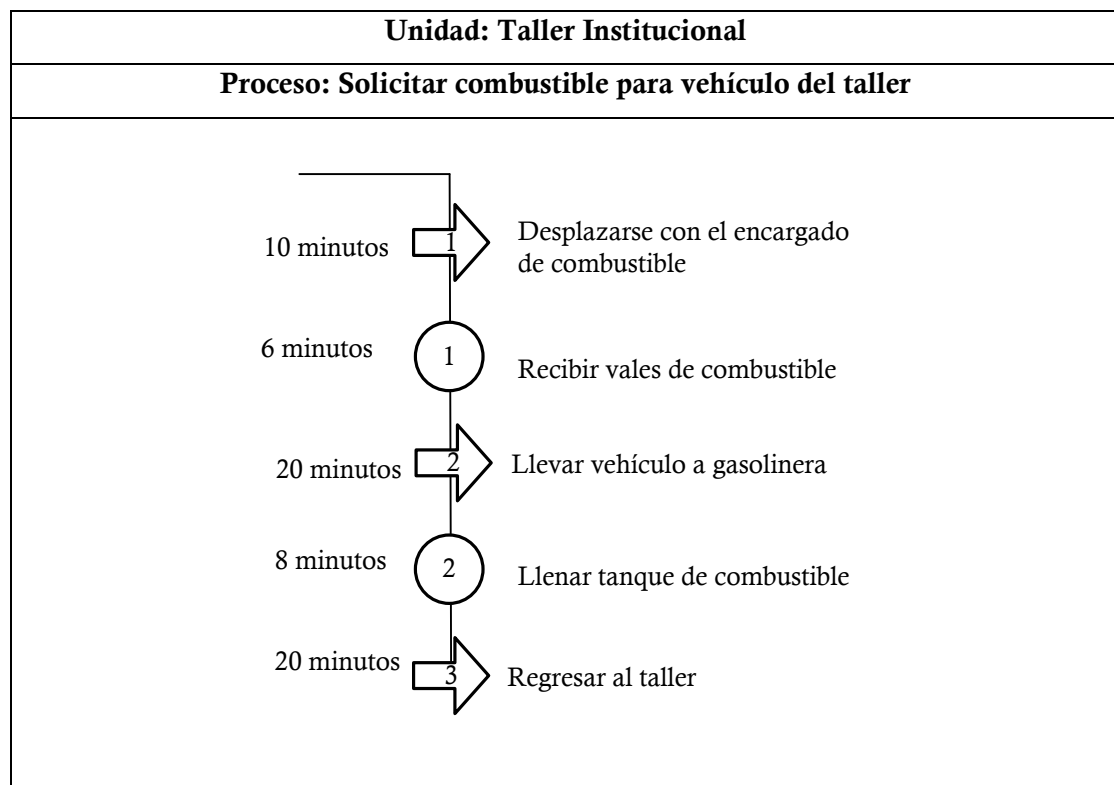 Unidad: Taller Institucional
Proceso: Solicitar combustible para vehículo del taller
10 minutos
1
Desplazarse con el encargado
de combustible
6 minutos
1
Recibir vales de combustible
20 minutos
2
Llevar vehículo a gasolinera
8 minutos
2
Llenar tanque de combustible
20 minutos
3
Regresar al taller